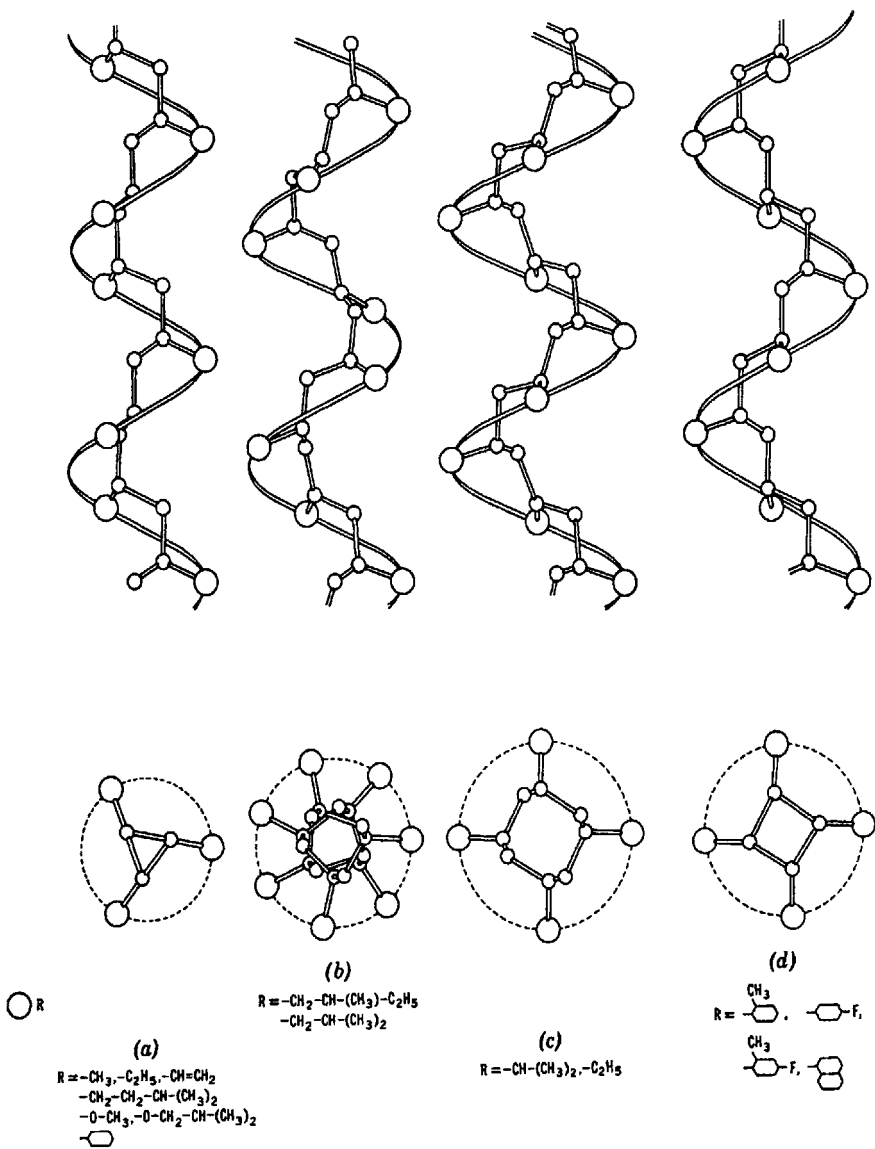 R
(a)
R=-CH₃,-C₂H₅,-CH=CH₂
-CH₂-CH₂-CH-(CH₃)₂
-O-CH₃,-O-CH₂-CH-(CH₃)₂
(b)
R=-CH₂-CH-(CH₃)-C₂H₅
-CH₂-CH-(CH₃)₂
(c)
R=-CH-(CH₃)₂,-C₂H₅
(d)
CH₃
R= , -F,
CH₃
-F,